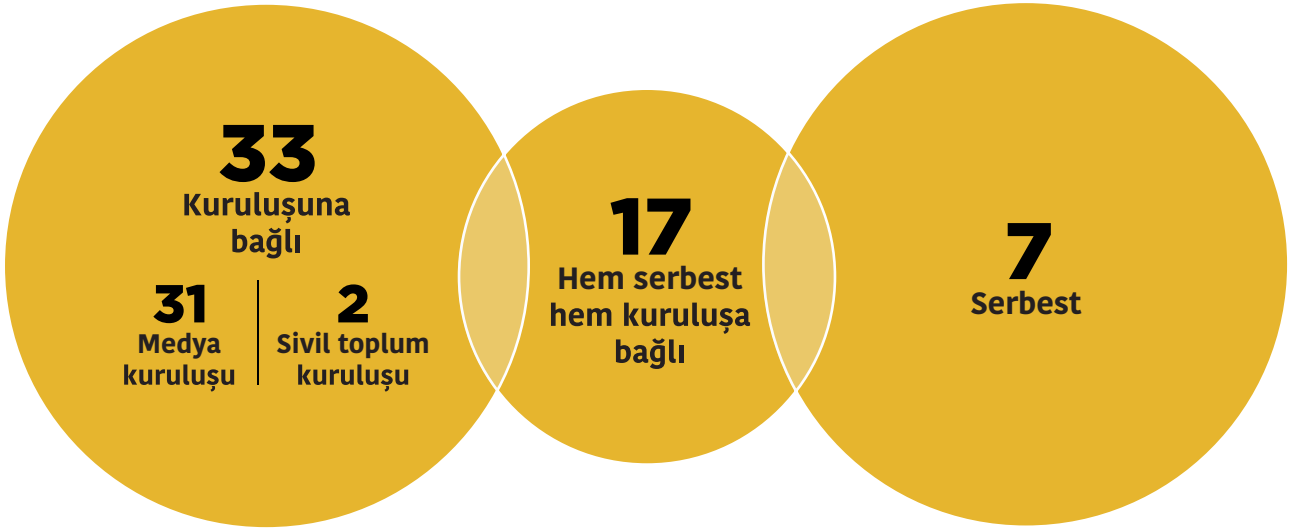 33
Kuruluşuna
bağlı
31
Medya
kuruluşu
2
Sivil toplum
kuruluşu
17
Hem serbest
hem kuruluşa
bağlı
7
Serbest